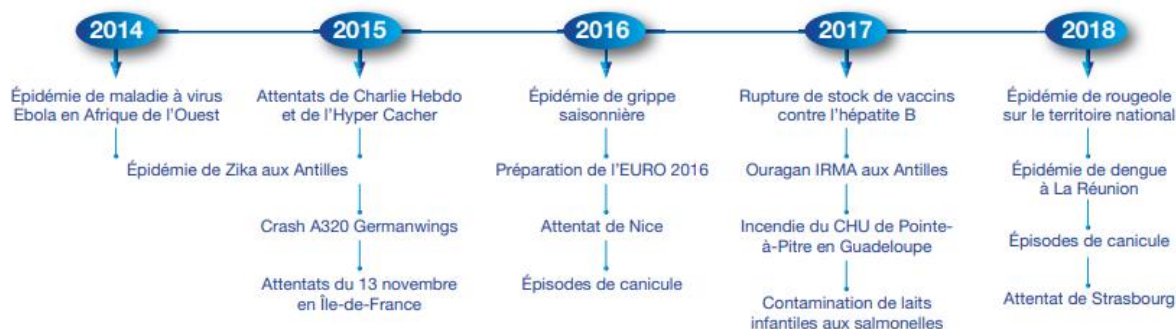 2014
2015
2016
2017
2018
Épidémie de maladie à virus
Ebola en Afrique de l’Ouest
Épidémie de Zika aux Antilles
Attentats de Charlie Hebdo
et de l’Hyper Cacher
Crash A320 Germanwings
Attentats du 13 novembre
en Île-de-France
Épidémie de grippe
saisonnière
Préparation de l’EURO 2016
Attentat de Nice
Épisodes de canicule
Rupture de stock de vaccins
contre l’hépatite B
Ouragan IRMA aux Antilles
Incendie du CHU de Pointe-
à-Pitre en Guadeloupe
Contamination de laits
infantiles aux salmonelles
Épidémie de rougeole
sur le territoire national
Épidémie de dengue
à La Réunion
Épisodes de canicule
Attentat de Strasbourg